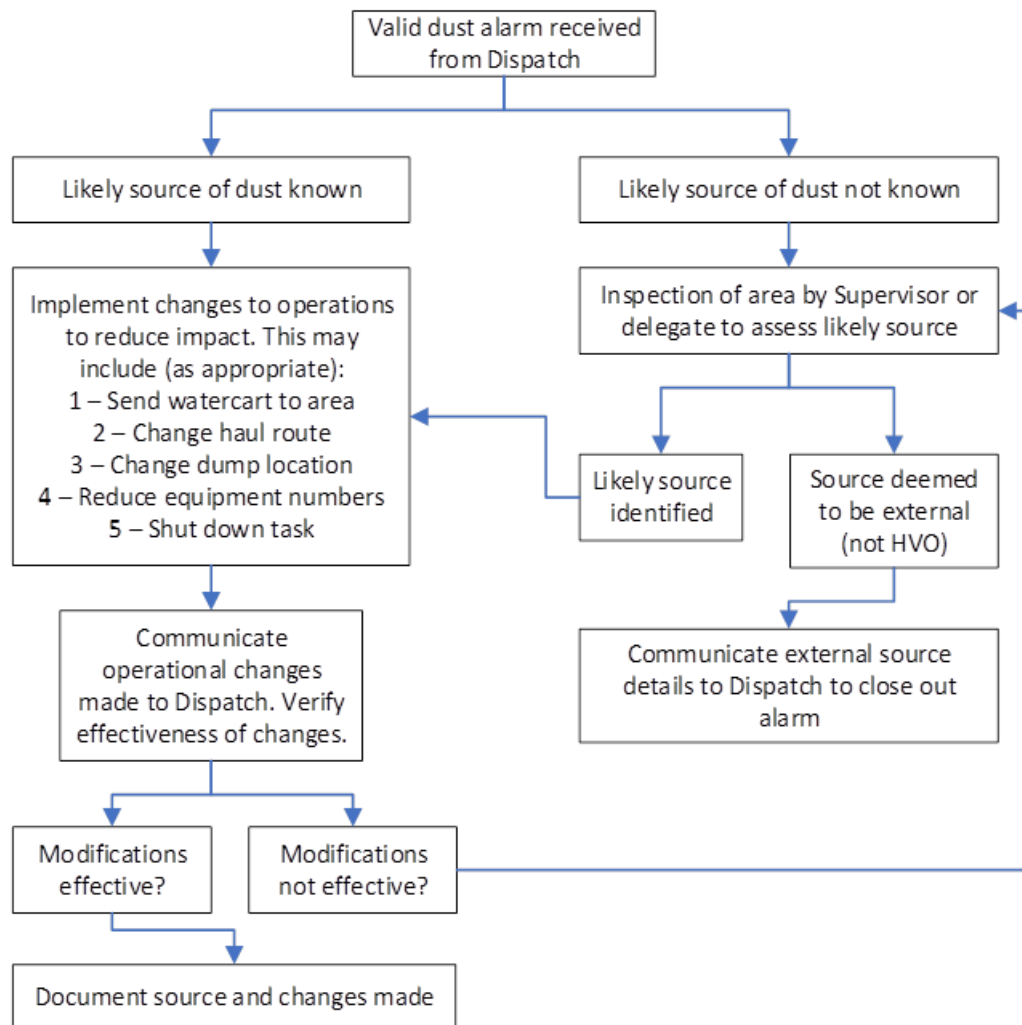 Valid dust alarm received
from Dispatch
Likely source of dust known
Likely source of dust not known
Implement changes to operations
to reduce impact. This may
include (as appropriate):
1 – Send watercart to area
2 – Change haul route
3 – Change dump location
4 – Reduce equipment numbers
5 – Shut down task
Inspection of area by Supervisor or
delegate to assess likely source
Likely source
identified
Source deemed
to be external
(not HVO)
Communicate
operational changes
made to Dispatch. Verify
effectiveness of changes.
Communicate external source
details to Dispatch to close out
alarm
Modifications
effective?
Modifications
not effective?
Document source and changes made